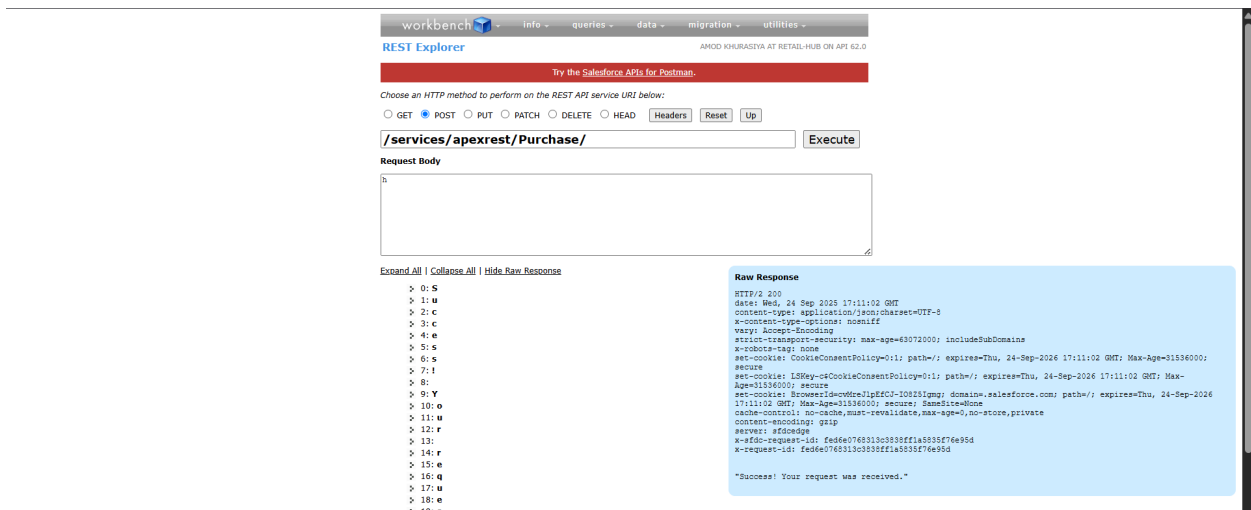 workbench info queries data migration utilities
REST Explorer AMOD KHURASIYA AT RETAIL-HUB ON API 62.0
Try the Salesforce APIs for Postman.
Choose an HTTP method to perform on the REST API service URI below:
GET POST PUT PATCH DELETE HEAD Headers Reset Up
/services/apexrest/Purchase/ Execute
Request Body
h
Expand All | Collapse All | Hide Raw Response
0: S
1: u
2: c
3: c
4: e
5: s
6: s
7: !
8:
9: Y
10: o
11: u
12: r
13:
14: r
15: e
16: q
17: u
18: e
Raw Response
HTTP/2 200
date: Wed, 24 Sep 2025 17:11:02 GMT
content-type: application/json;charset=UTF-8
x-content-type-options: nosniff
vary: Accept-Encoding
strict-transport-security: max-age=63072000; includeSubDomains
x-robots-tag: none
set-cookie: CookieConsentPolicy=0:1; path=/; expires=Thu, 24-Sep-2026 17:11:02 GMT; Max-Age=31536000;
secure
set-cookie: LSKey-c$CookieConsentPolicy=0:1; path=/; expires=Thu, 24-Sep-2026 17:11:02 GMT; Max-
Age=31536000; secure
set-cookie: domain=.salesforce.com; path=/; expires=Thu, 24-Sep-2026
17:11:02 GMT; Max-Age=31536000; secure; SameSite=None
cache-control: no-cache,must-revalidate,max-age=0,no-store,private
content-encoding: gzip
server: sfdcedge
x-sfdc-request-id: fed6e0768313c3838ff1a5835f76e95d
x-request-id: fed6e0768313c3838ff1a5835f76e95d
"Success! Your request was received."